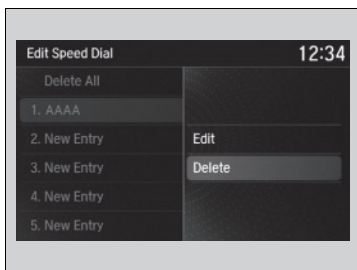 Edit Speed Dial 12:34
Delete All
1. AAAA
2. New Entry
3. New Entry
4. New Entry
5. New Entry
Edit
Delete